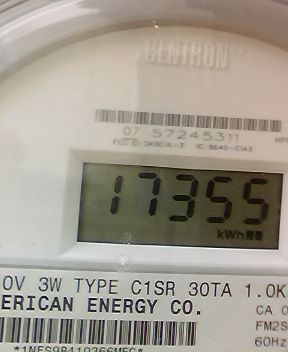 CENTRON®
07 57245311
17355
kWh
0V 3W TYPE C1SR 30TA 1.0K
ERICAN ENERGY CO.
CA 0
FM2S
60Hz